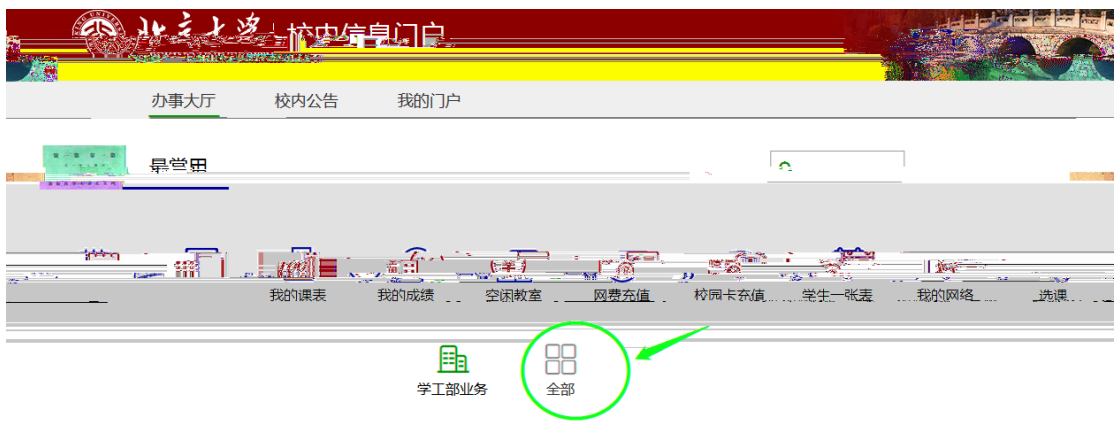 北京大学 校内信息门户
办事大厅 校内公告 我的门户
最常用
我的课表 我的成绩 空闲教室 网费充值 校园卡充值 学生一张表 我的网络 选课
学工部业务 全部